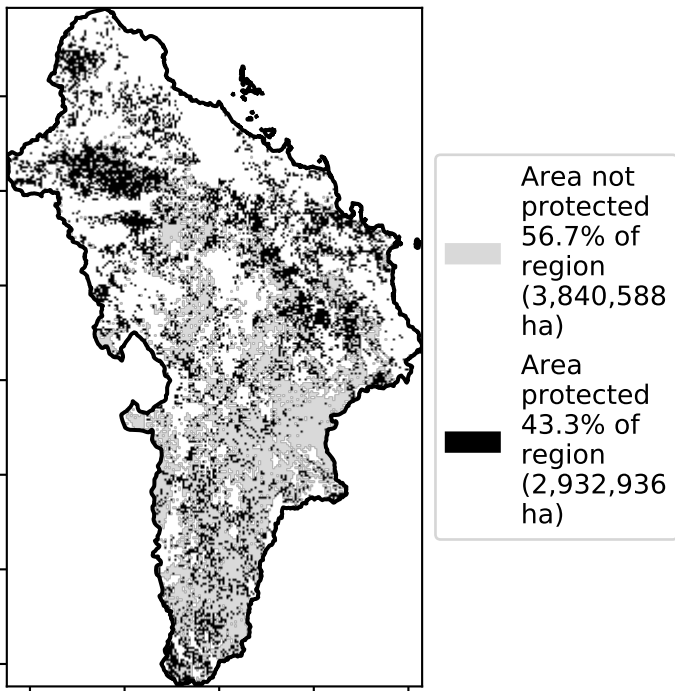 Area not
protected
56.7% of
region
(3,840,588
ha)
Area
protected
43.3% of
region
(2,932,936
ha)